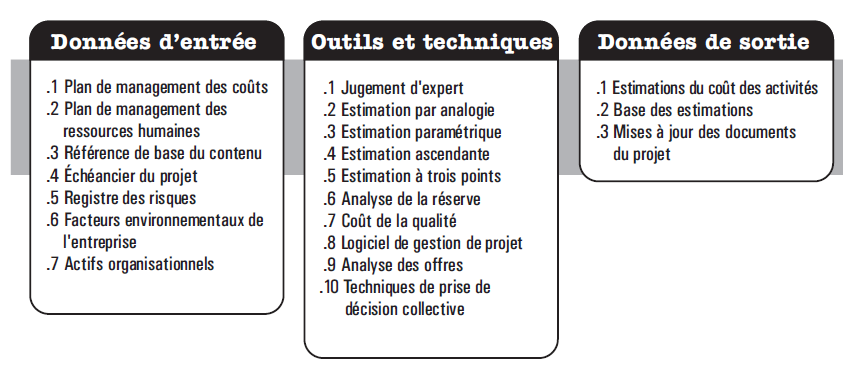 Données d'entrée
.1 Plan de management des coûts
.2 Plan de management des
ressources humaines
.3 Référence de base du contenu
.4 Échéancier du projet
.5 Registre des risques
.6 Facteurs environnementaux de
l'entreprise
.7 Actifs organisationnels
Outils et techniques
.1 Jugement d'expert
.2 Estimation par analogie
.3 Estimation paramétrique
.4 Estimation ascendante
.5 Estimation à trois points
.6 Analyse de la réserve
.7 Coût de la qualité
.8 Logiciel de gestion de projet
.9 Analyse des offres
.10 Techniques de prise de
décision collective
Données de sortie
.1 Estimations du coût des activités
.2 Base des estimations
.3 Mises à jour des documents
du projet